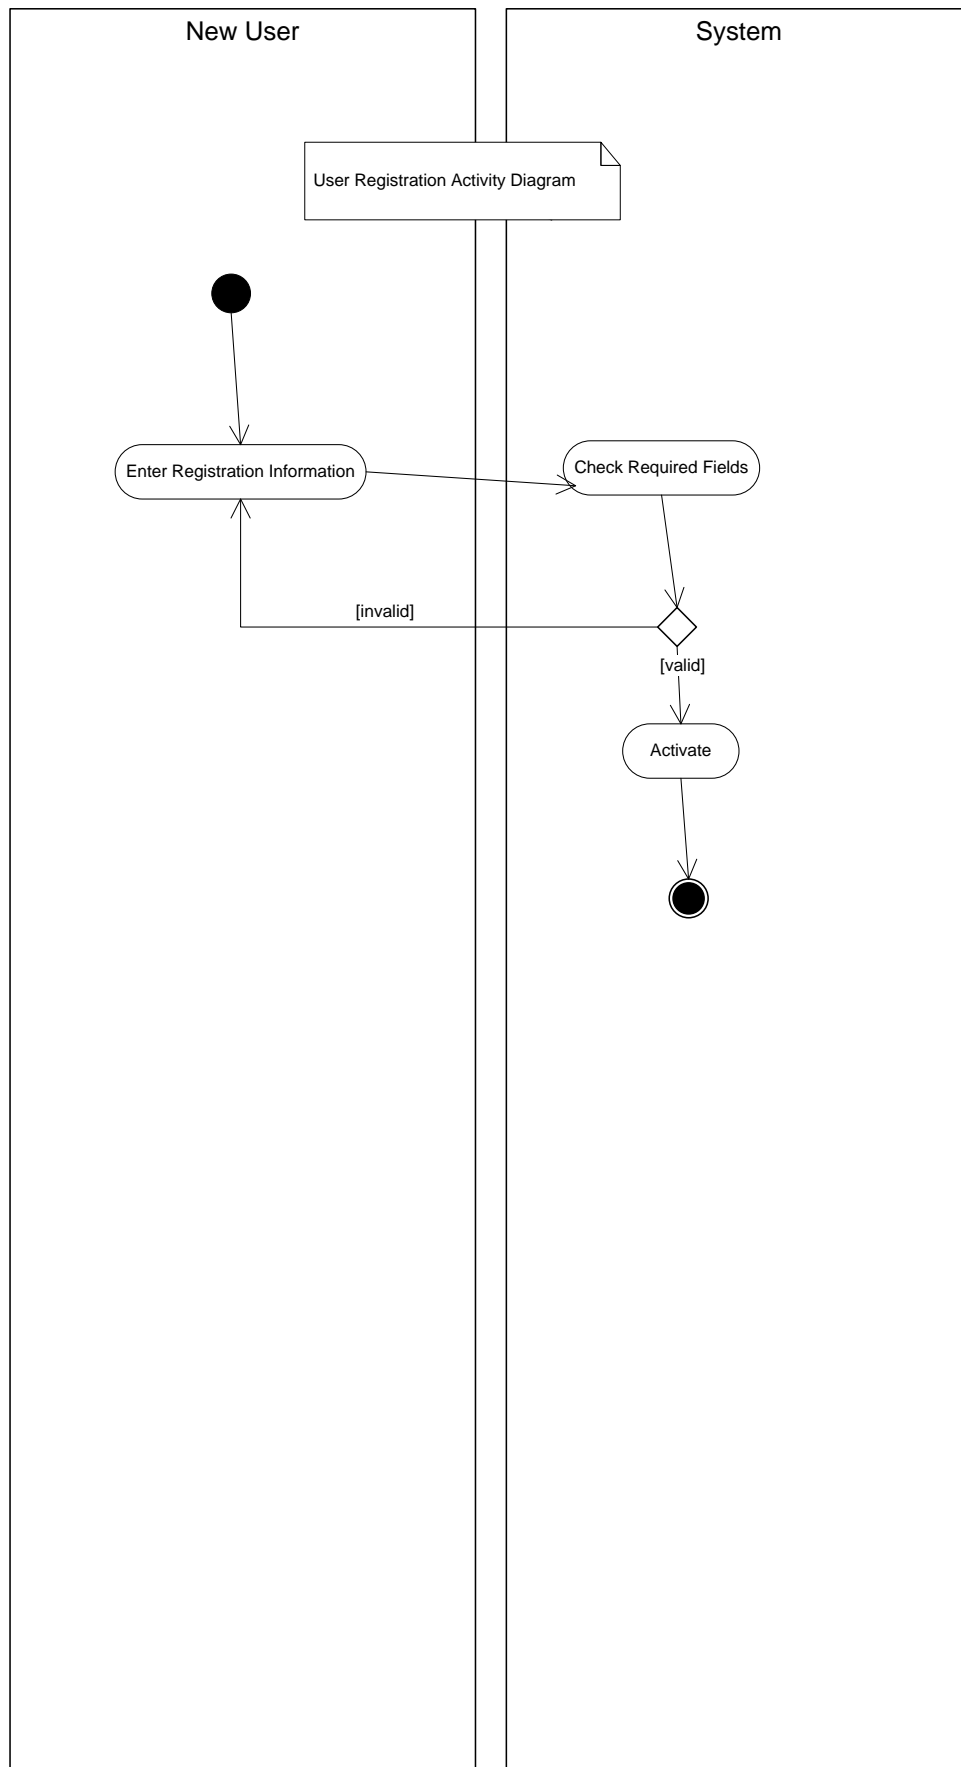 New User
System
User Registration Activity Diagram
Enter Registration Information
Check Required Fields
[invalid]
[valid]
Activate